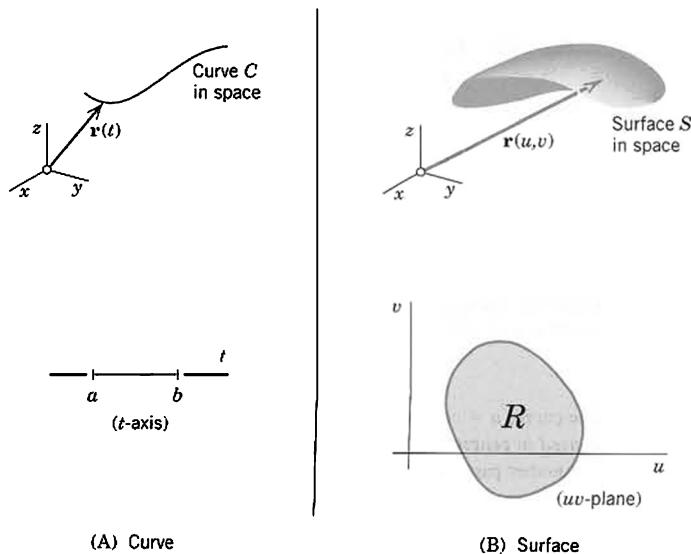 Curve C
in space
z
r(t)
x
y
t
a
b
(t-axis)
(A) Curve
Surface S
in space
z
r(u,v)
x
y
v
R
u
(uv-plane)
(B) Surface